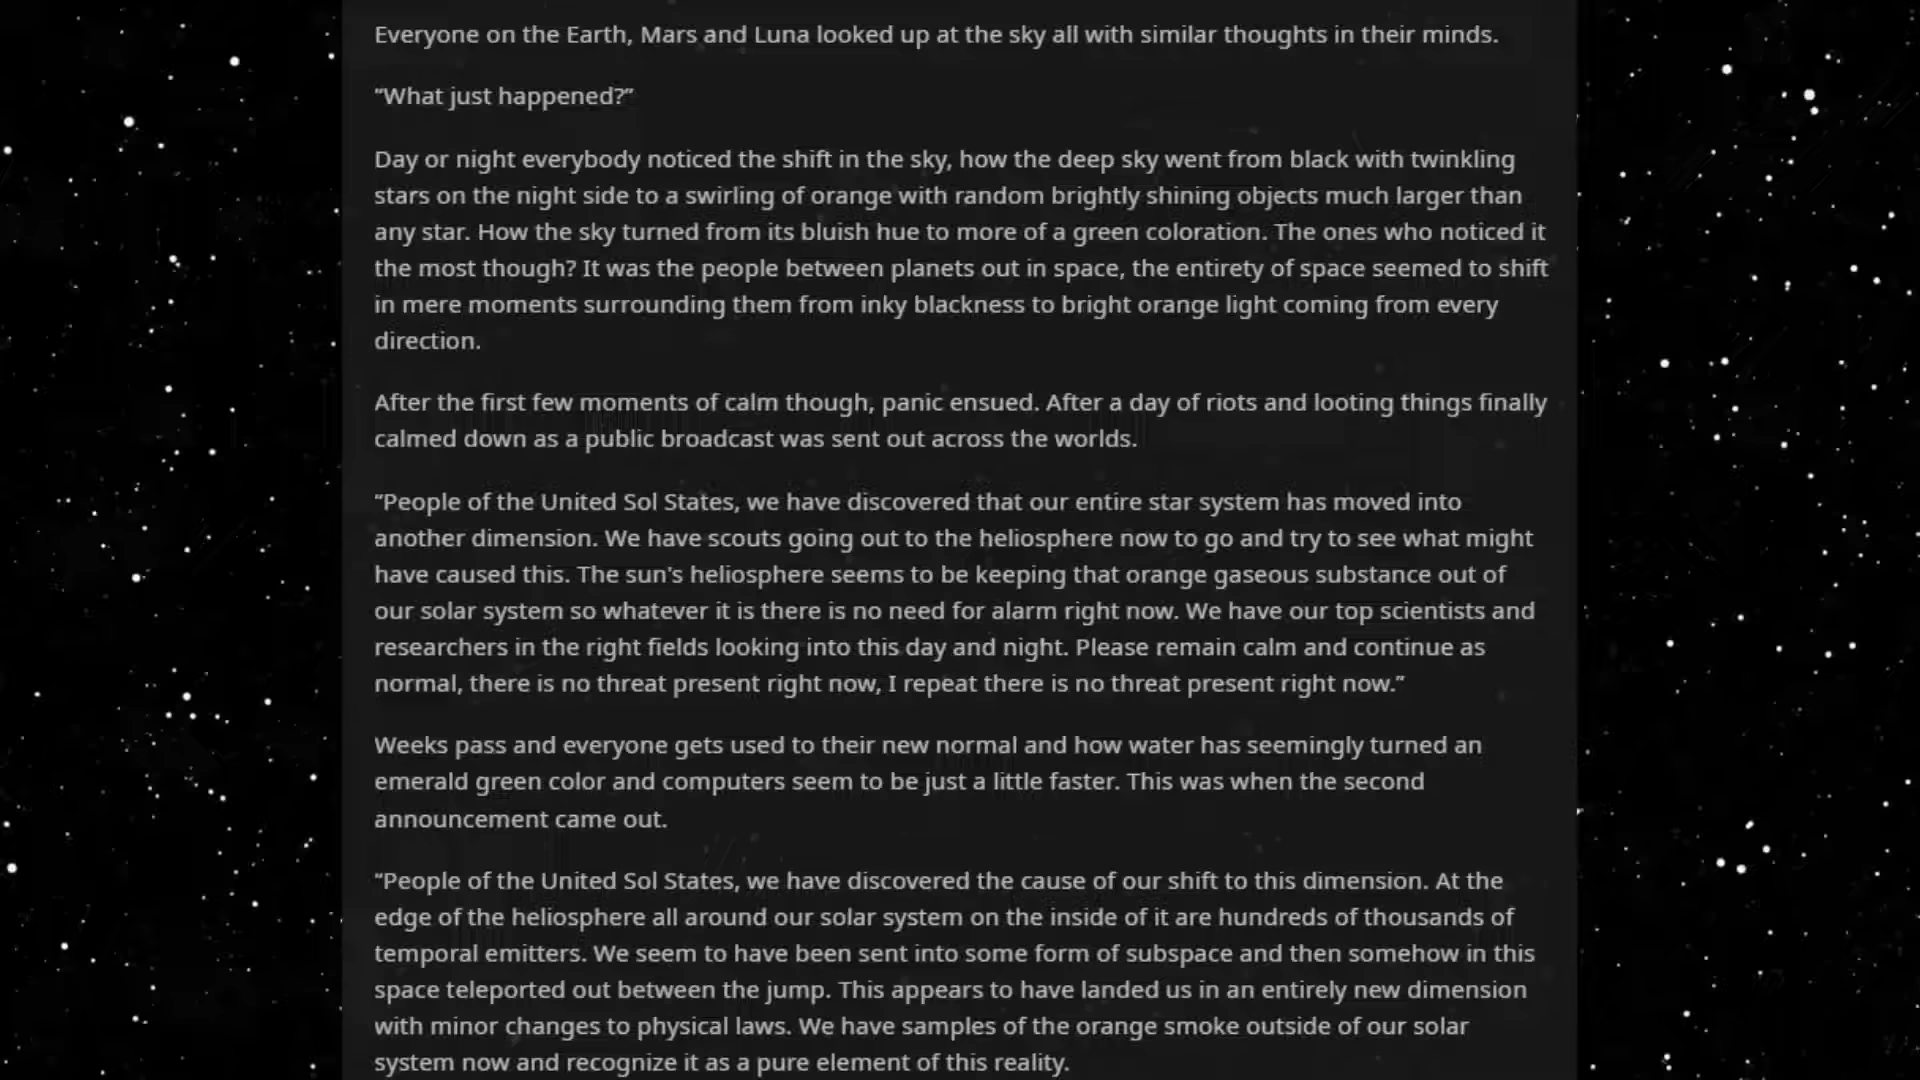 Everyone on the Earth, Mars and Luna looked up at the sky all with similar thoughts in their minds.
“What just happened?”
Day or night everybody noticed the shift in the sky, how the deep sky went from black with twinkling
stars on the night side to a swirling of orange with random brightly shining objects much larger than
any star. How the sky turned from its bluish hue to more of a green coloration. The ones who noticed it
the most though? It was the people between planets out in space, the entirety of space seemed to shift
in mere moments surrounding them from inky blackness to bright orange light coming from every
direction.
After the first few moments of calm though, panic ensued. After a day of riots and looting things finally
calmed down as a public broadcast was sent out across the worlds.
“People of the United Sol States, we have discovered that our entire star system has moved into
another dimension. We have scouts going out to the heliosphere now to go and try to see what might
have caused this. The sun’s heliosphere seems to be keeping that orange gaseous substance out of
our solar system so whatever it is there is no need for alarm right now. We have our top scientists and
researchers in the right fields looking into this day and night. Please remain calm and continue as
normal, there is no threat present right now, I repeat there is no threat present right now.”
Weeks pass and everyone gets used to their new normal and how water has seemingly turned an
emerald green color and computers seem to be just a little faster. This was when the second
announcement came out.
“People of the United Sol States, we have discovered the cause of our shift to this dimension. At the
edge of the heliosphere all around our solar system on the inside of it are hundreds of thousands of
temporal emitters. We seem to have been sent into some form of subspace and then somehow in this
space teleported out between the jump. This appears to have landed us in an entirely new dimension
with minor changes to physical laws. We have samples of the orange smoke outside of our solar
system now and recognize it as a pure element of this reality.